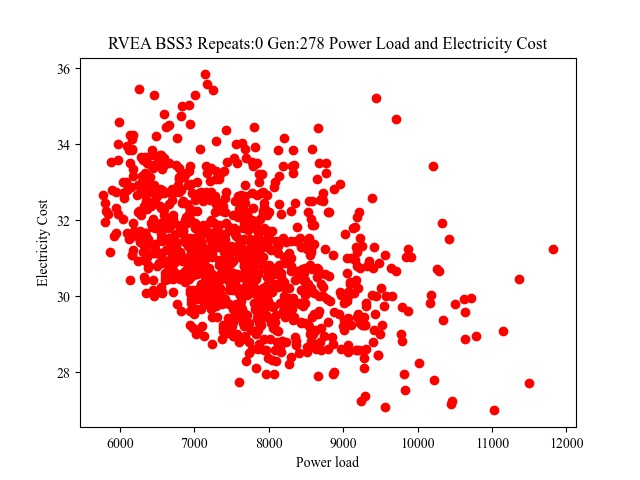 RVEA BSS3 Repeats:0 Gen:278 Power Load and Electricity Cost
36
34
32
30
28
Electricity Cost
6000 7000 8000 9000 10000 11000 12000
Power load